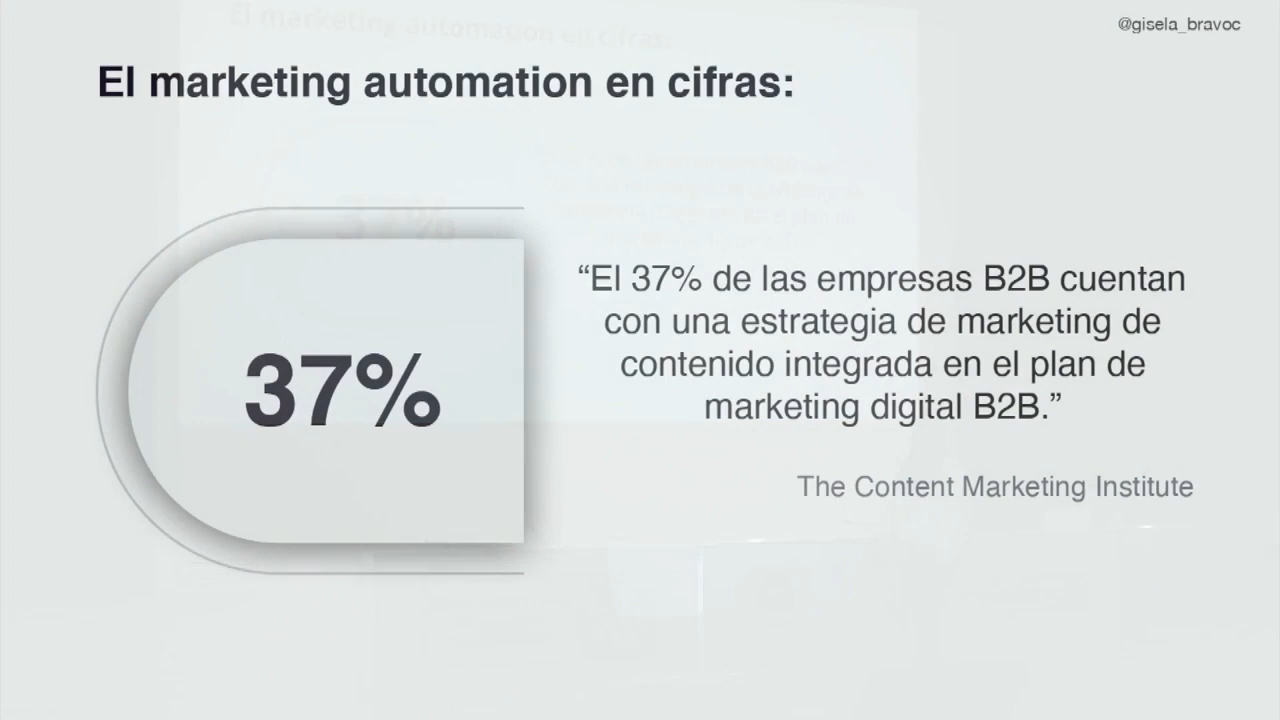 @gisela_bravoc
El marketing automation en cifras:
37%
“El 37% de las empresas B2B cuentan
con una estrategia de marketing de
contenido integrada en el plan de
marketing digital B2B.”
The Content Marketing Institute